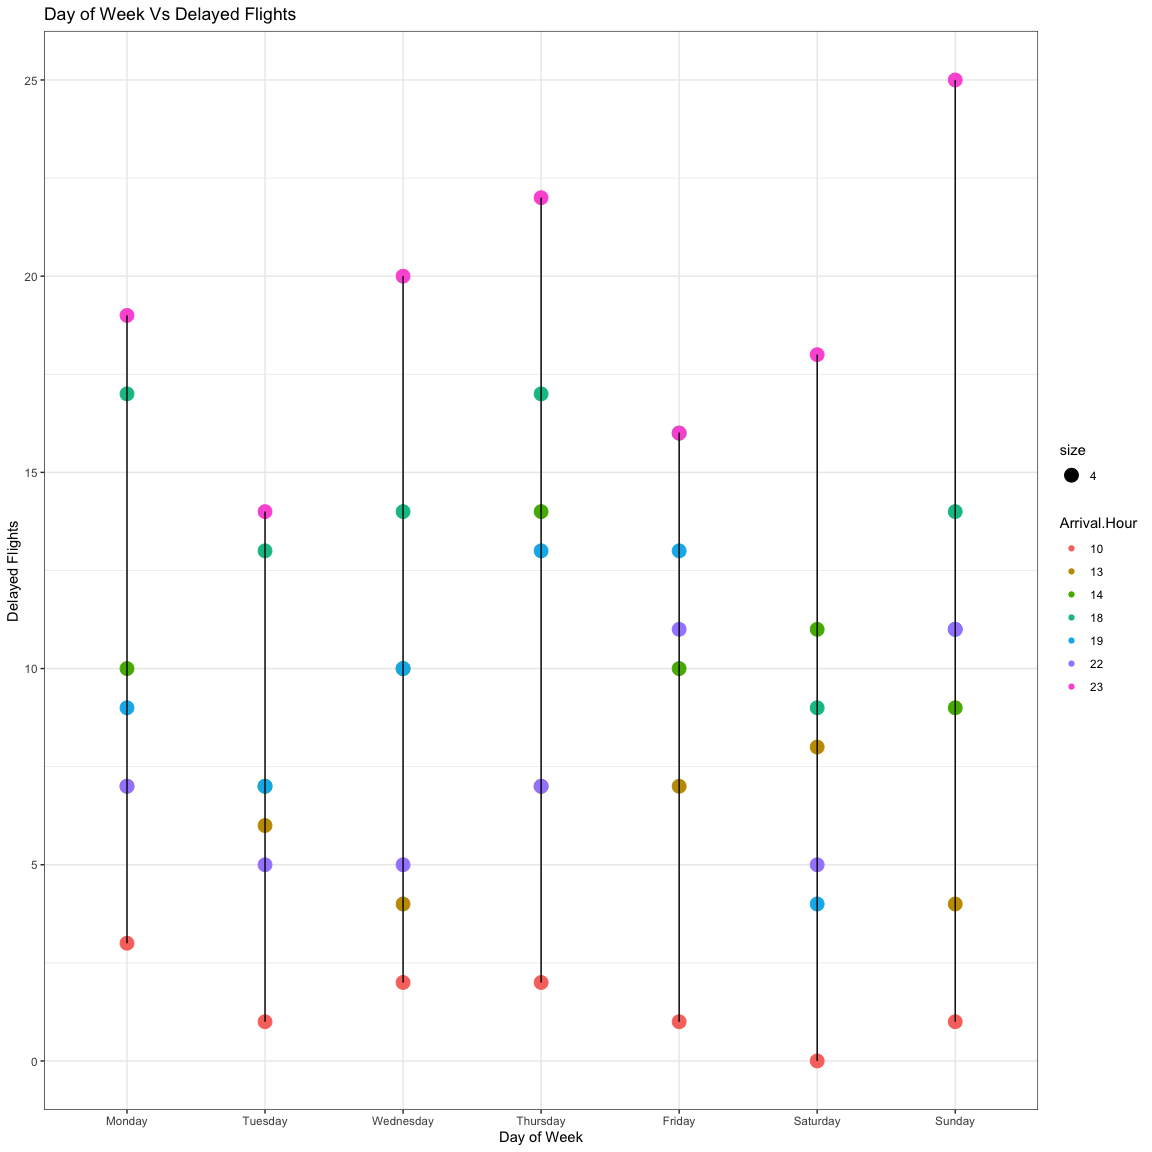 Day of Week Vs Delayed Flights
Delayed Flights
25
20
15
10
5
0
Monday Tuesday Wednesday Thursday Friday Saturday Sunday
Day of Week
size
4
Arrival.Hour
10
13
14
18
19
22
23